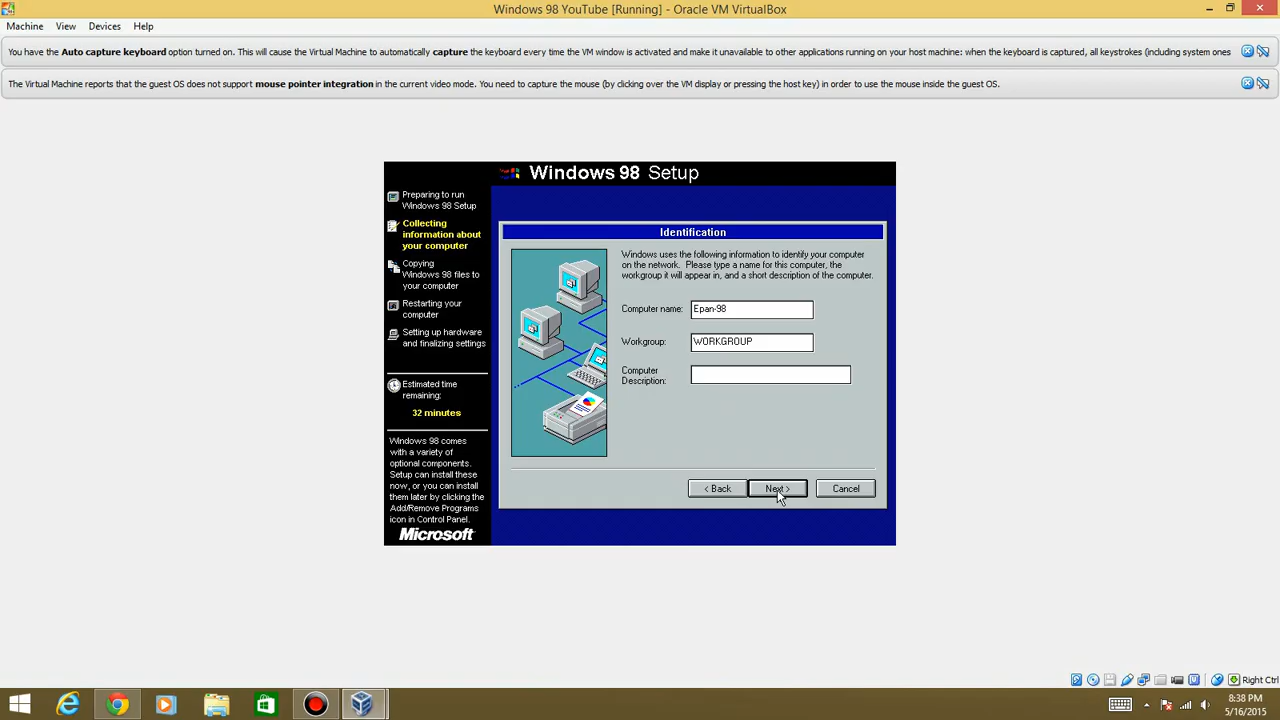 Windows 98 YouTube [Running] - Oracle VM VirtualBox
Machine View Devices Help
You have the Auto capture keyboard option turned on. This will cause the Virtual Machine to automatically capture the keyboard every time the VM window is activated and make it unavailable to other applications running on your host machine: when the keyboard is captured, all keystrokes (including system ones
The Virtual Machine reports that the guest OS does not support mouse pointer integration in the current video mode. You need to capture the mouse (by clicking over the VM display or pressing the host key) in order to use the mouse inside the guest OS.
Windows 98 Setup
Preparing to run
Windows 98 Setup
Collecting
information about
your computer
Copying
Windows 98 files to
your computer
Restarting your
computer
Setting up hardware
and finalizing settings
Estimated time
remaining:
32 minutes
Windows 98 comes
with a variety of
optional components.
Setup can install these
now, or you can install
them later by clicking the
Add/Remove Programs
icon in Control Panel.
Microsoft
Identification
Windows uses the following information to identify your computer
on the network. Please type a name for this computer, the
workgroup it will appear in, and a short description of the computer.
Computer name: Epan-98
Workgroup: WORKGROUP
Computer
Description:
< Back Next > Cancel
Right Ctrl
8:38 PM
5/16/2015